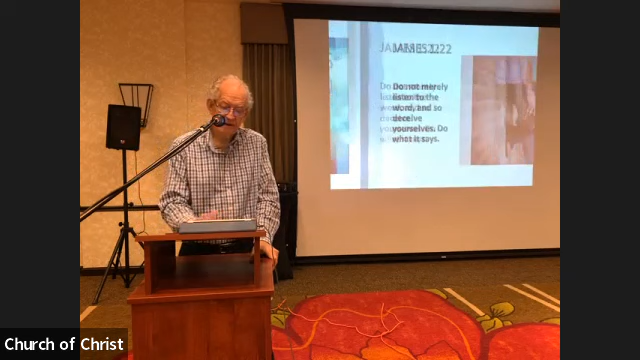 JAMES 1:22
Do not merely
listen to the
word, and so
deceive
yourselves. Do
what it says.
Church of Christ